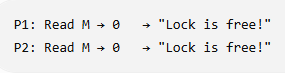 P1: Read M → 0   → "Lock is free!"
P2: Read M → 0   → "Lock is free!"